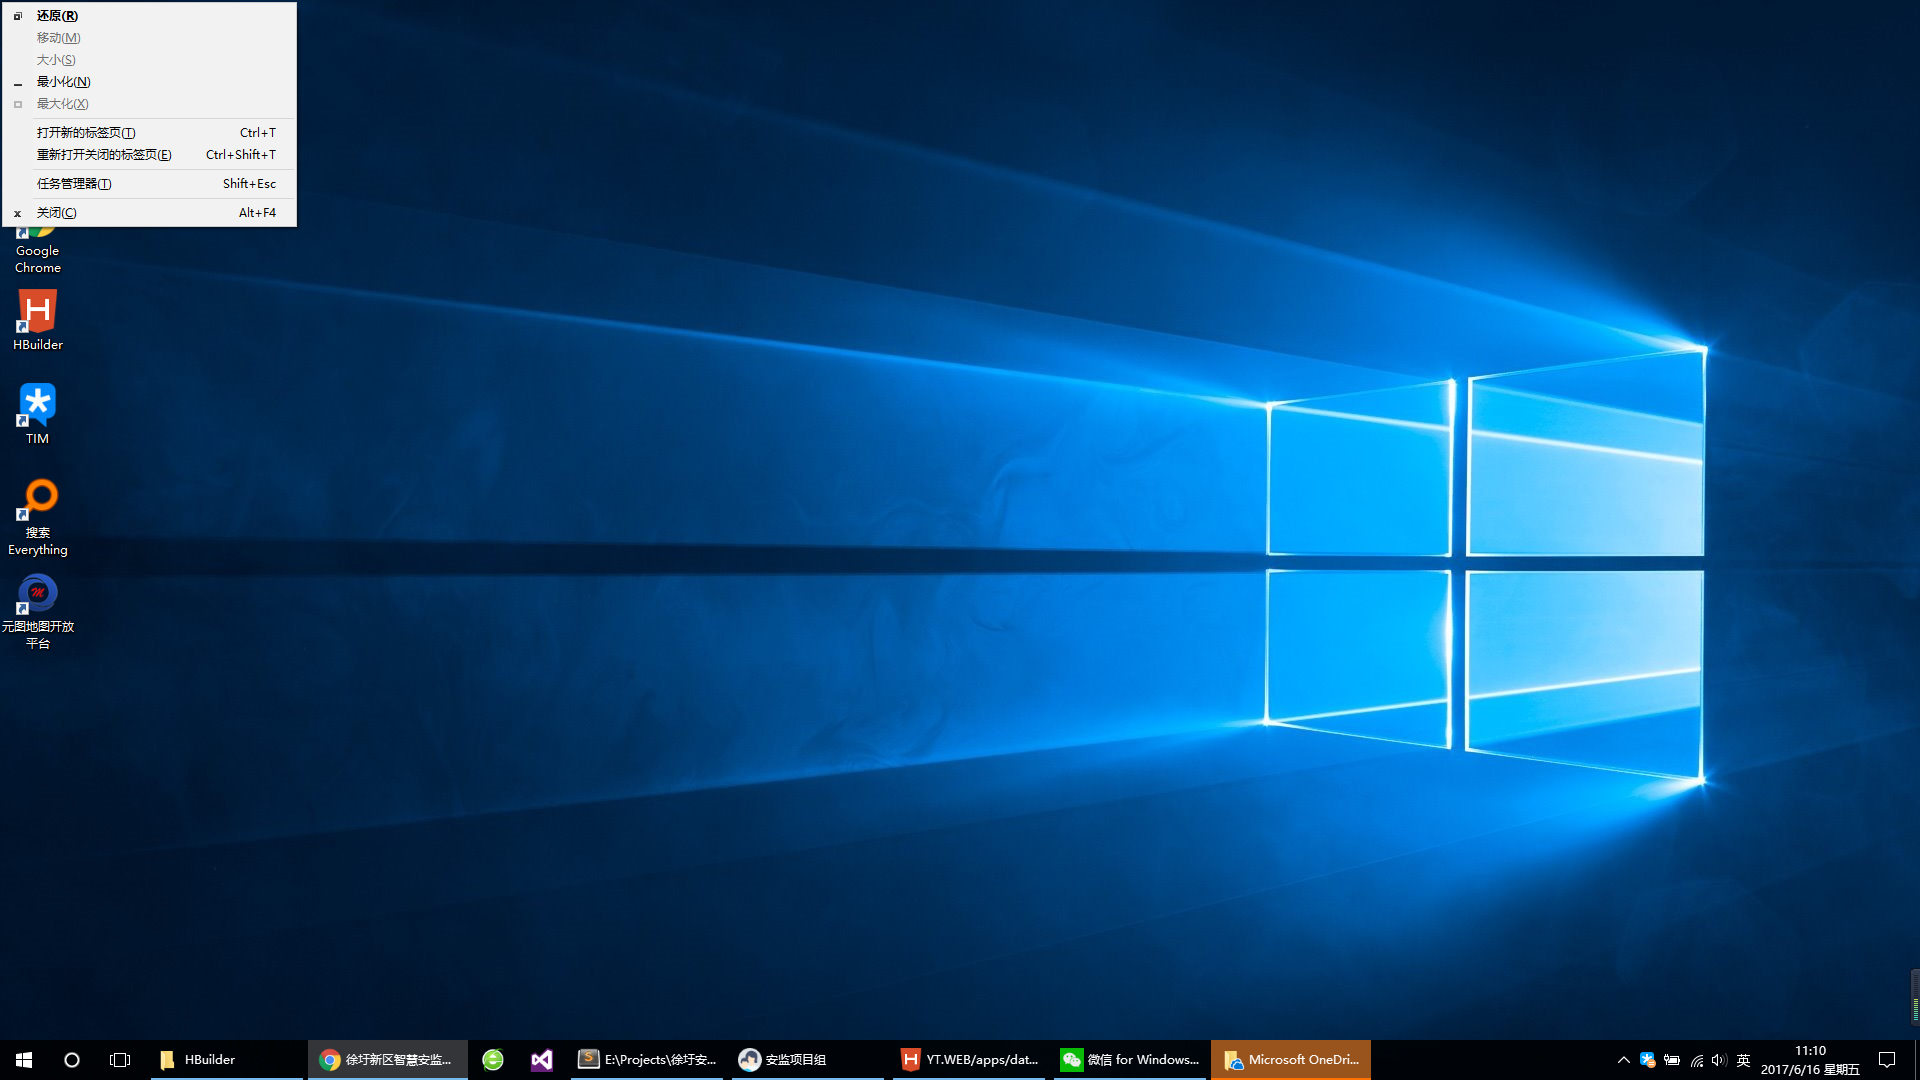 还原(R)
移动(M)
大小(S)
最小化(N)
最大化(X)
打开新的标签页(T) Ctrl+T
重新打开关闭的标签页(E) Ctrl+Shift+T
任务管理器(T) Shift+Esc
关闭(C) Alt+F4
Google
Chrome
HBuilder
TIM
搜索
Everything
元图地图开放
平台
HBuilder
徐圩新区智慧安监...
E:\Projects\徐圩安...
安监项目组
YT.WEB/apps/dat...
微信 for Windows...
Microsoft OneDri...
英
11:10
2017/6/16 星期五